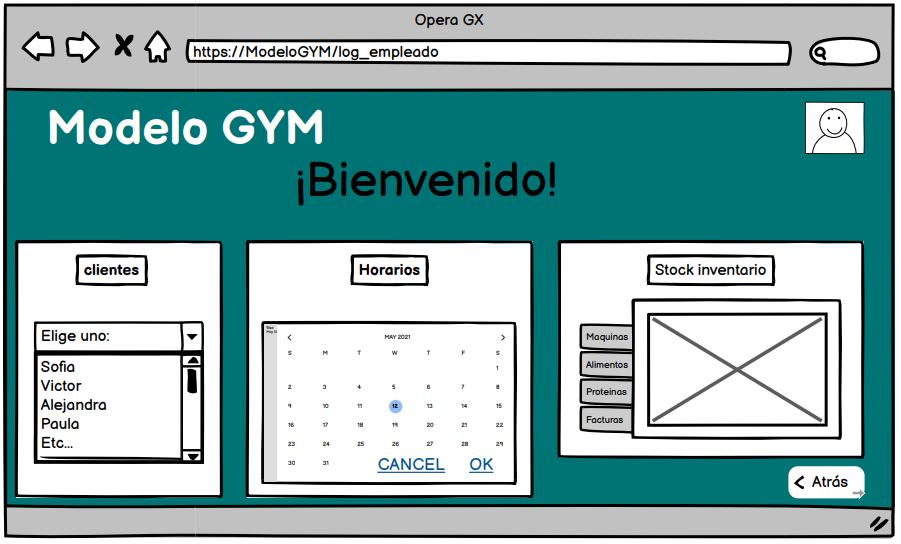 Opera GX
https://ModeloGYM/log_empleado
Modelo GYM
¡Bienvenido!
clientes
Elige uno:
Sofia
Victor
Alejandra
Paula
Etc...
Horarios
MAY 2021
S M T W T F S
1
2 3 4 5 6 7 8
9 10 11 12 13 14 15
16 17 18 19 20 21 22
23 24 25 26 27 28 29
30 31
CANCEL OK
Stock inventario
Maquinas
Alimentos
Proteinas
Facturas
Atrás